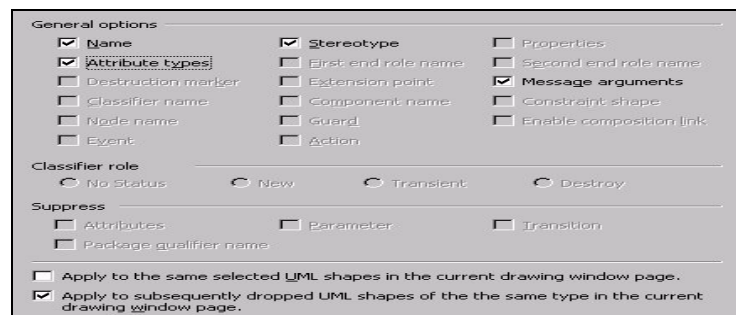 General options
Name Stereotype Properties
Attribute types First end role name Second end role name
Destruction marker Extension point Message arguments
Classifier name Component name Constraint shape
Node name Guard Enable composition link
Event Action
Classifier role
No Status New Transient Destroy
Suppress
Attributes Parameter Transition
Package qualifier name
Apply to the same selected UML shapes in the current drawing window page.
Apply to subsequently dropped UML shapes of the the same type in the current
drawing window page.